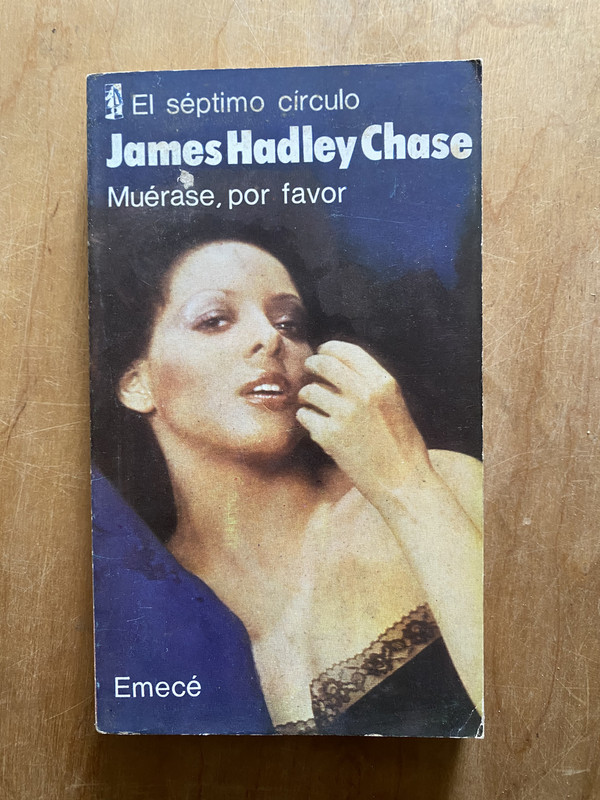 El séptimo círculo
James Hadley Chase
Muérase, por favor
Emecé